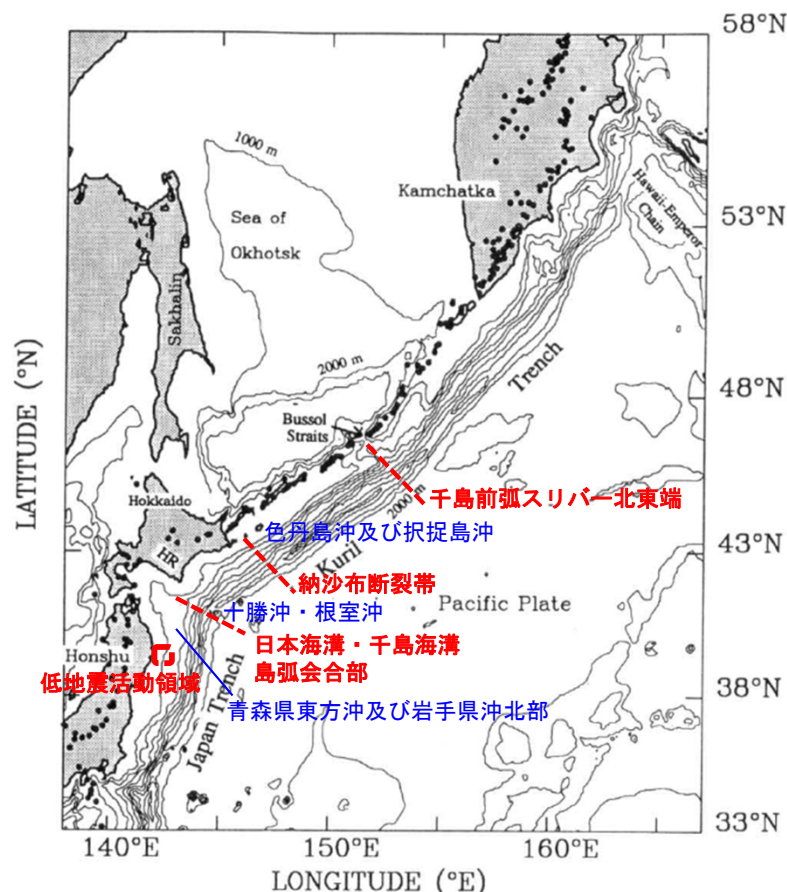 58°N
1000 m
Kamchatka
Hawaii-Emperor
Chain
53°N
Sea of
Okhotsk
Sakhalin
LATITUDE (°N)
2000 m
Trench
48°N
Bussol
Straits
2000 m
千島前弧スリバー北東端
Hokkaido
色丹島沖及び択捉島沖
43°N
HR
Kuril
納沙布断裂帯
Pacific Plate
十勝沖・根室沖
日本海溝・千島海溝
島弧会合部
Honshu
低地震活動領域
38°N
青森県東方沖及び岩手県沖北部
Japan Trench
33°N
140°E
150°E
160°E
LONGITUDE (°E)